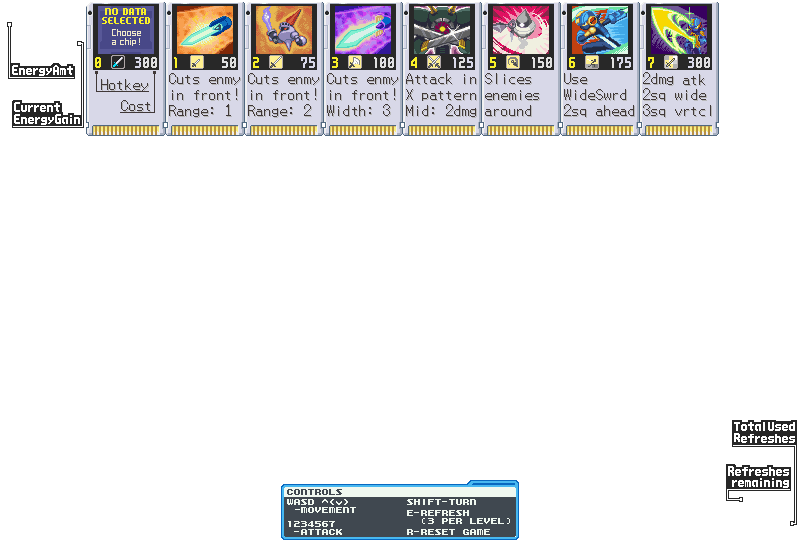 NO DATA
SELECTED
Choose
a chip!
0 300
Hotkey
Cost
1 50
Cuts enmy
in front!
Range: 1
2 75
Cuts enmy
in front!
Range: 2
3 100
Cuts enmy
in front!
Width: 3
4 125
Attack in
X pattern
Mid: 2dmg
5 150
Slices
enemies
around
6 175
Use
WideSwrd
2sq ahead
7 300
2dmg atk
2sq wide
3sq vrtcl
EnergyAmt
Current
EnergyGain
TotalUsed
Refreshes
Refreshes
remaining
CONTROLS
WASD ^<v>
-MOVEMENT
1234567
-ATTACK
SHIFT-TURN
E-REFRESH
(3 PER LEVEL)
R-RESET GAME